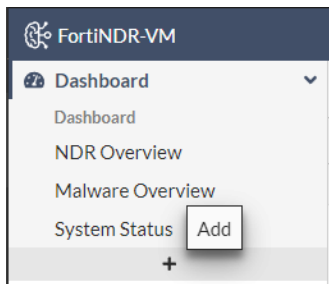 FortiNDR-VM
Dashboard
Dashboard
NDR Overview
Malware Overview
System Status Add
+